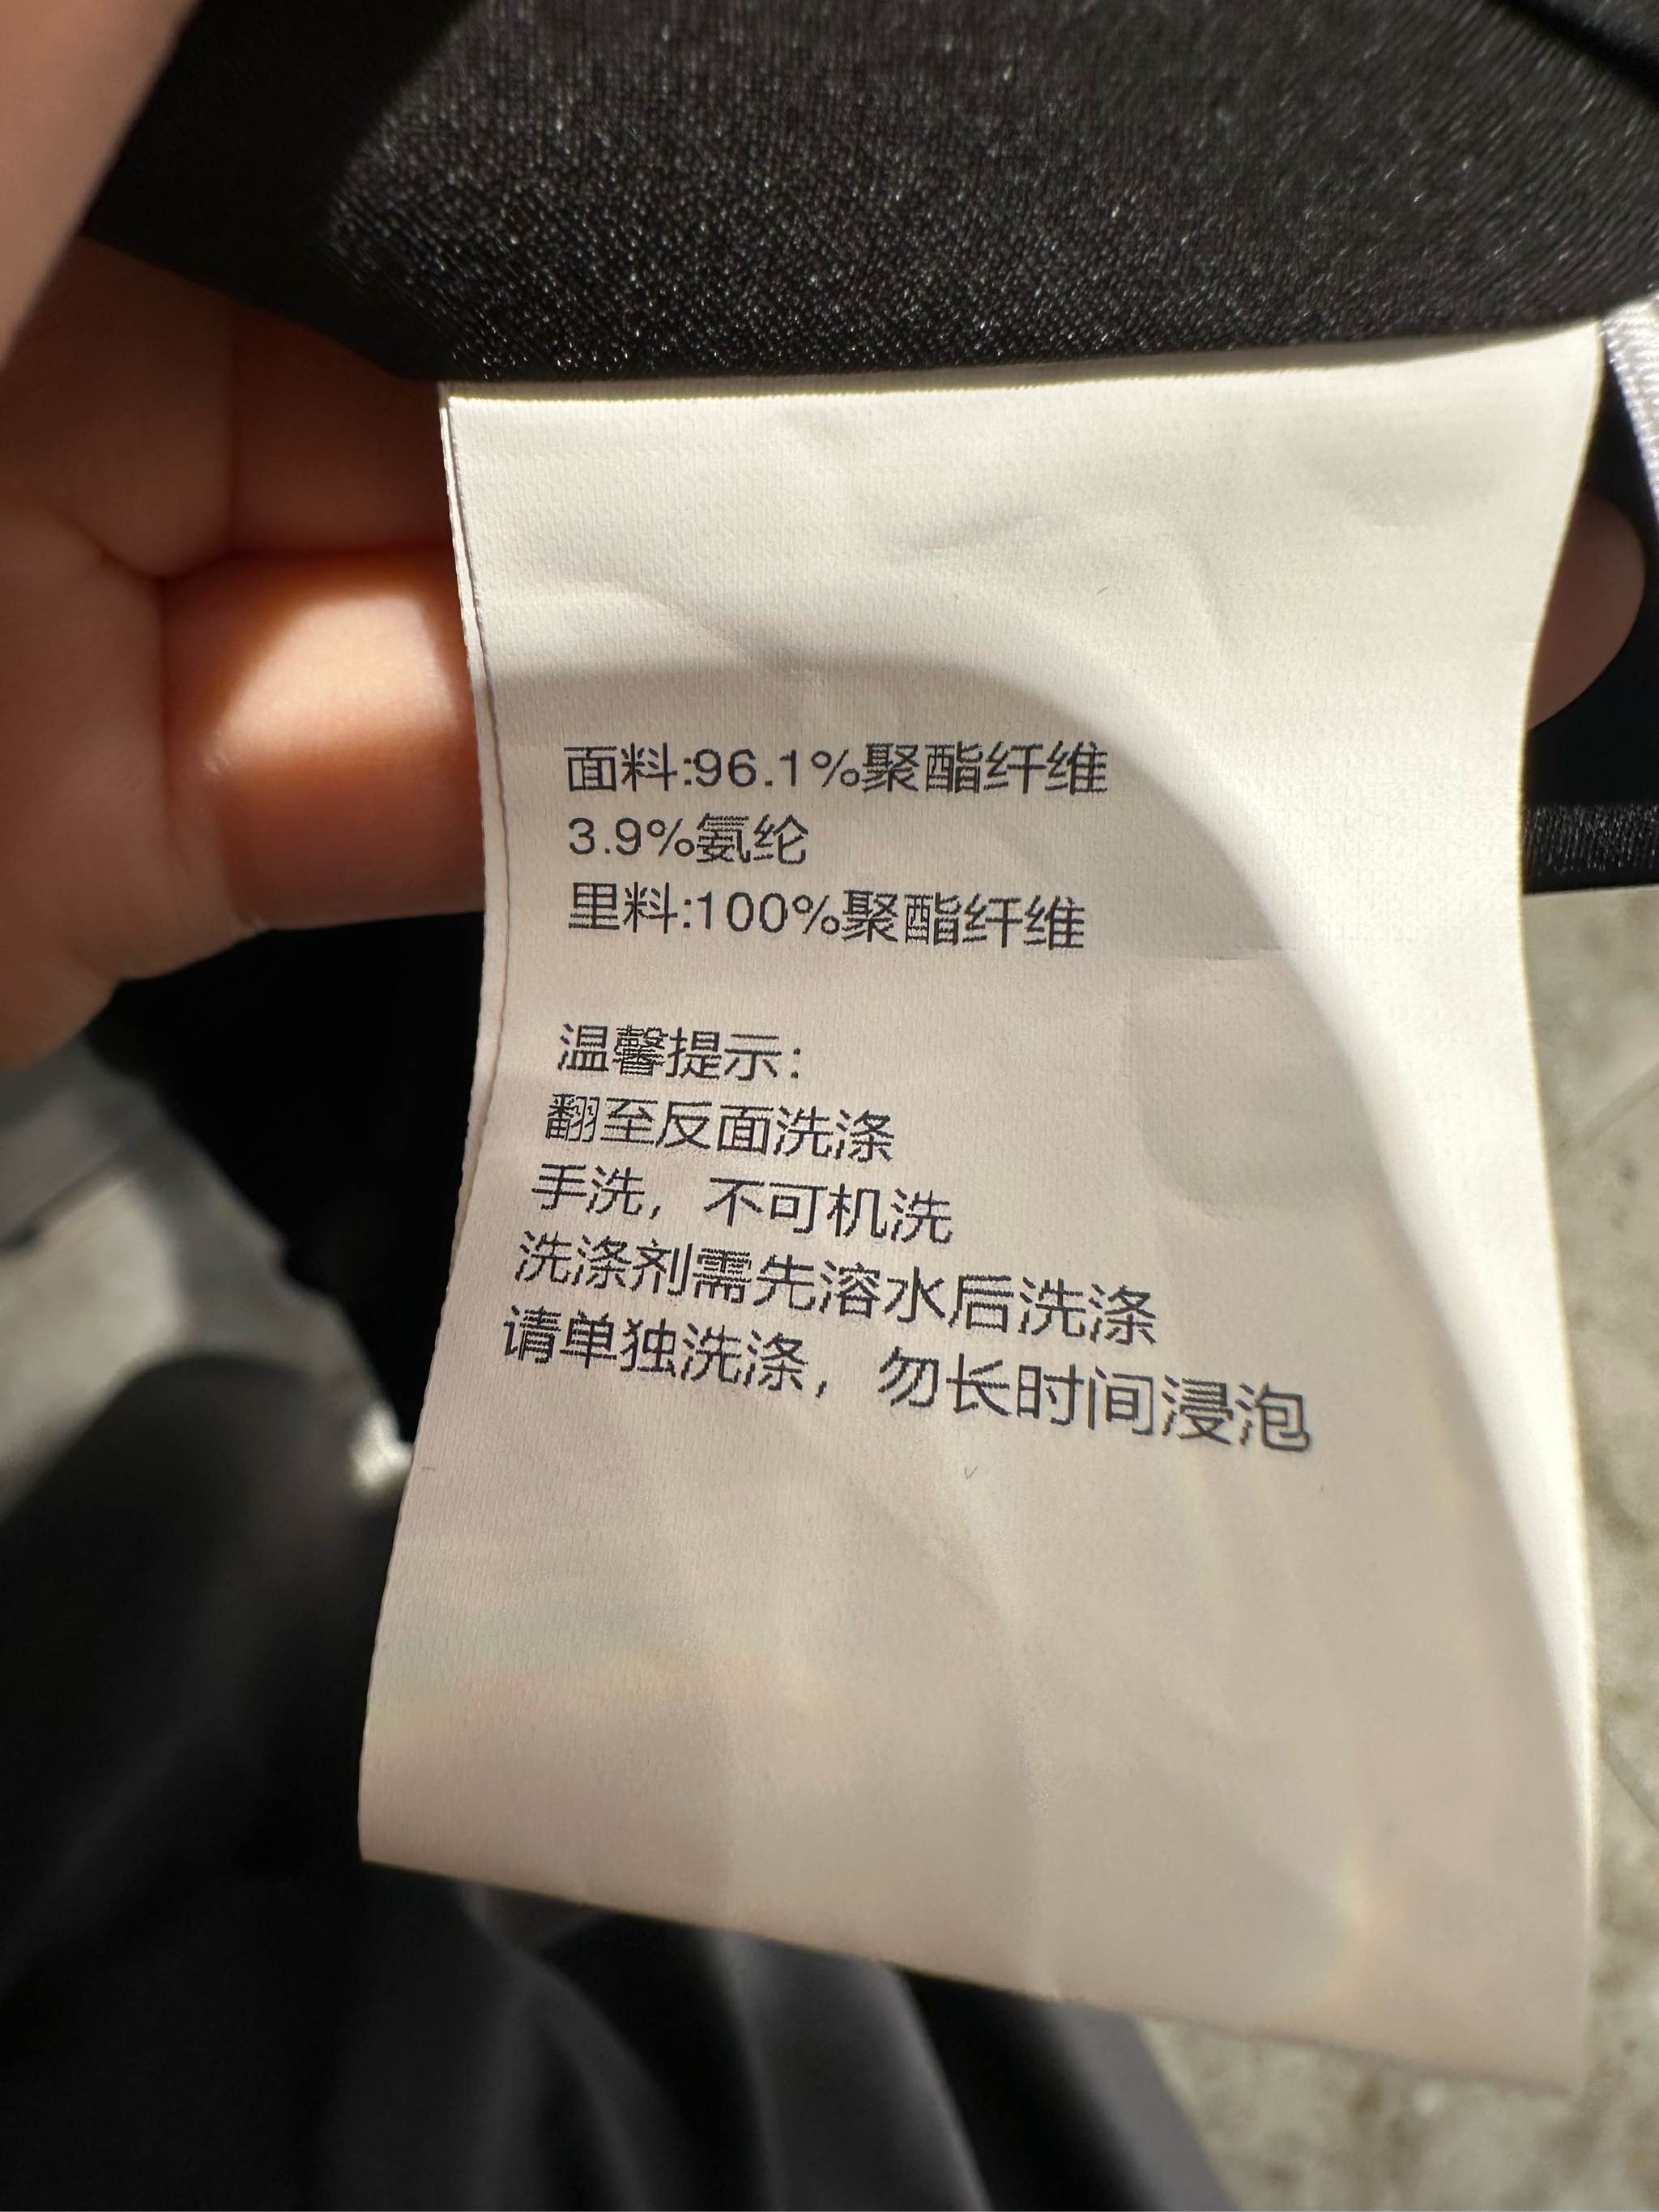 面料:96.1%聚酯纤维
3.9%氨纶
里料:100%聚酯纤维
温馨提示:
翻至反面洗涤
手洗，不可机洗
洗涤剂需先溶水后洗涤
请单独洗涤，勿长时间浸泡